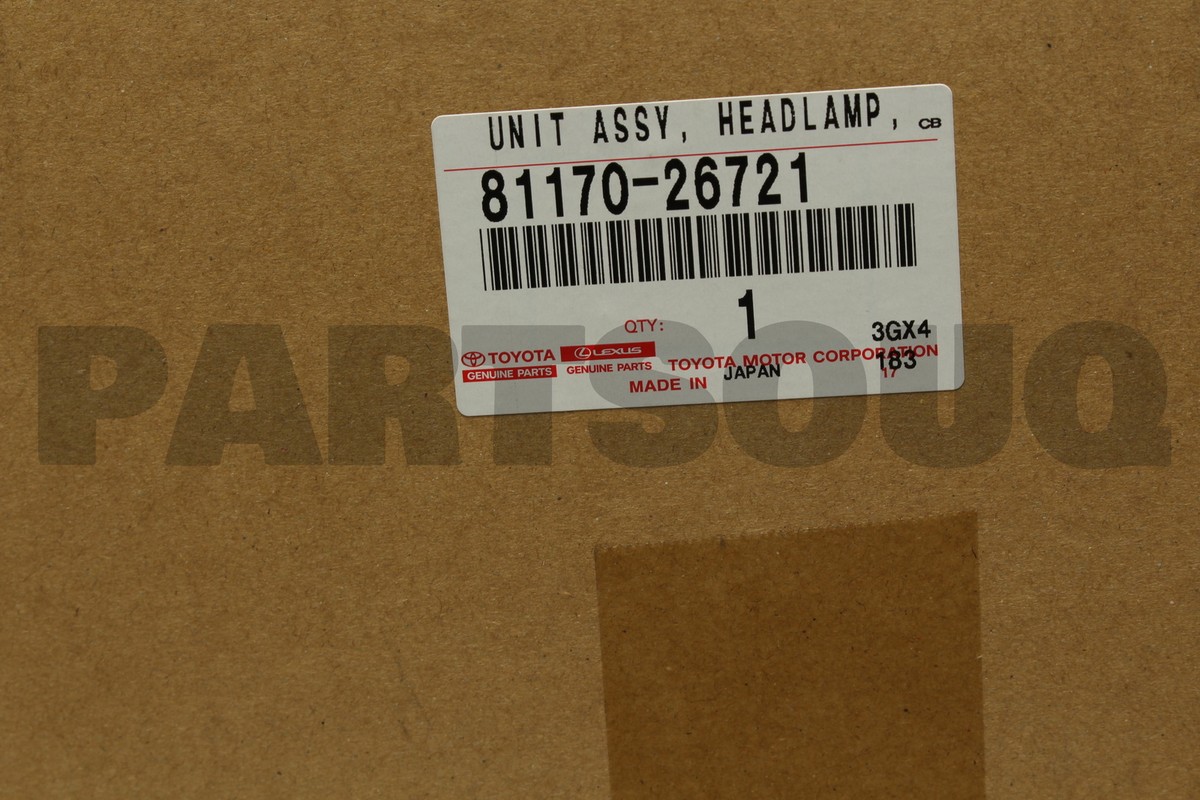 UNIT ASSY, HEADLAMP, CB
81170-26721
QTY: 1 3GX4
TOYOTA LEXUS 183
GENUINE PARTS GENUINE PARTS TOYOTA MOTOR CORPORATION
MADE IN JAPAN 17
PARTSOUQ